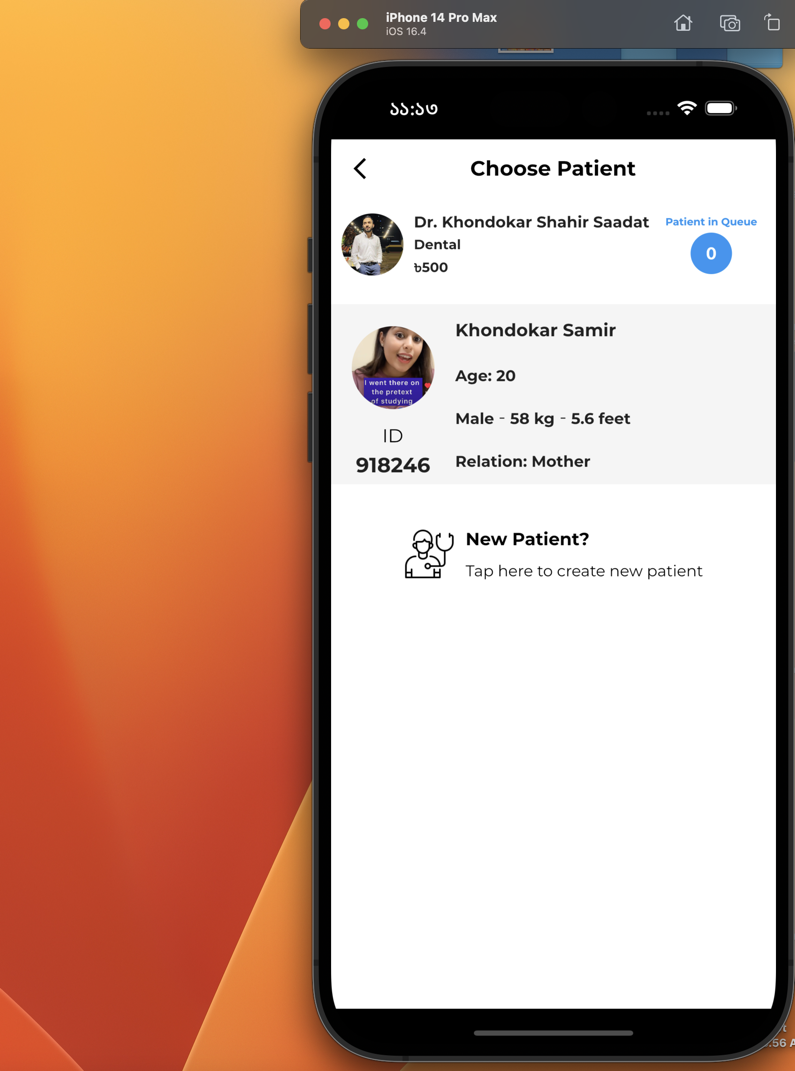 iPhone 14 Pro Max
iOS 16.4
১১:১৩
Choose Patient
Dr. Khondokar Shahir Saadat
Dental
৳500
Patient in Queue
0
Khondokar Samir
Age: 20
Male - 58 kg - 5.6 feet
Relation: Mother
I went there on
the pretext
of studying
ID
918246
New Patient?
Tap here to create new patient